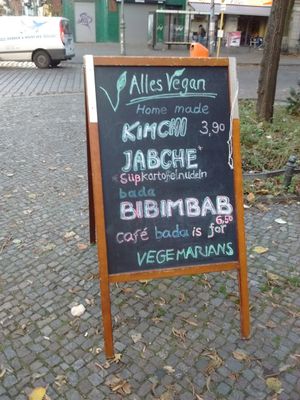 Alles Vegan
Home made
KIMCHI 3,90
JABCHE
Süßkartoffelnudeln
bada
BIBIMBAB
6,50
café bada is for
VEGEMARIANS